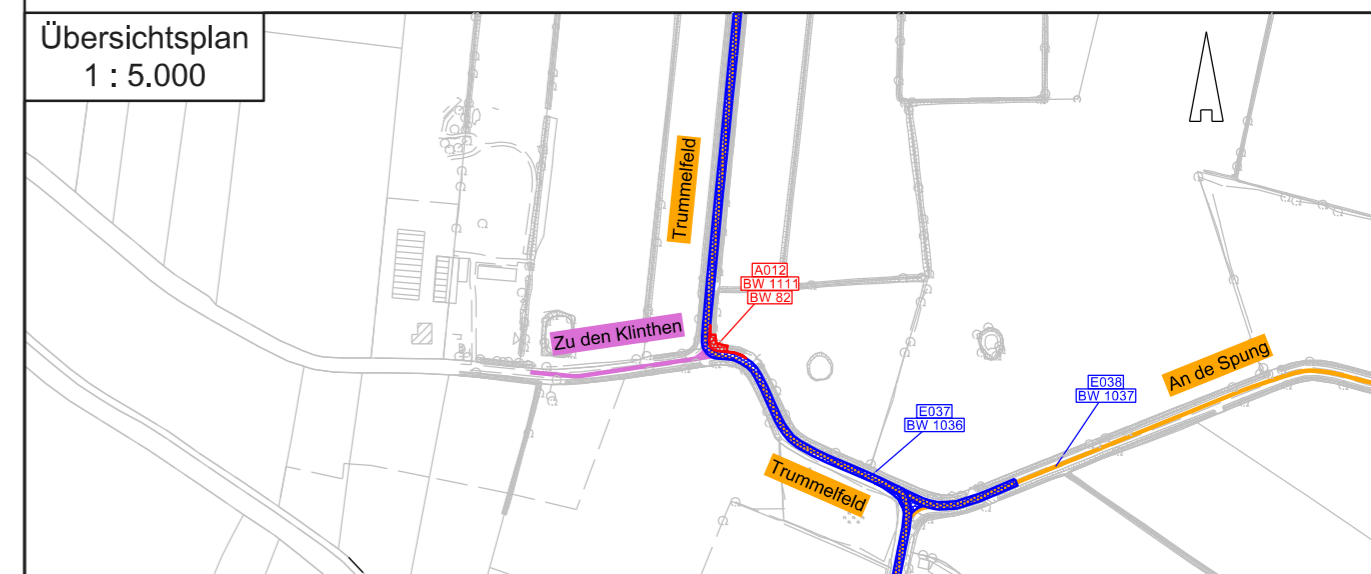 Übersichtsplan
1 : 5.000
Trummelfeld
A012
BW 1111
BW 82
Zu den Klinthen
An de Spung
E038
BW 1037
E037
BW 1036
Trummelfeld